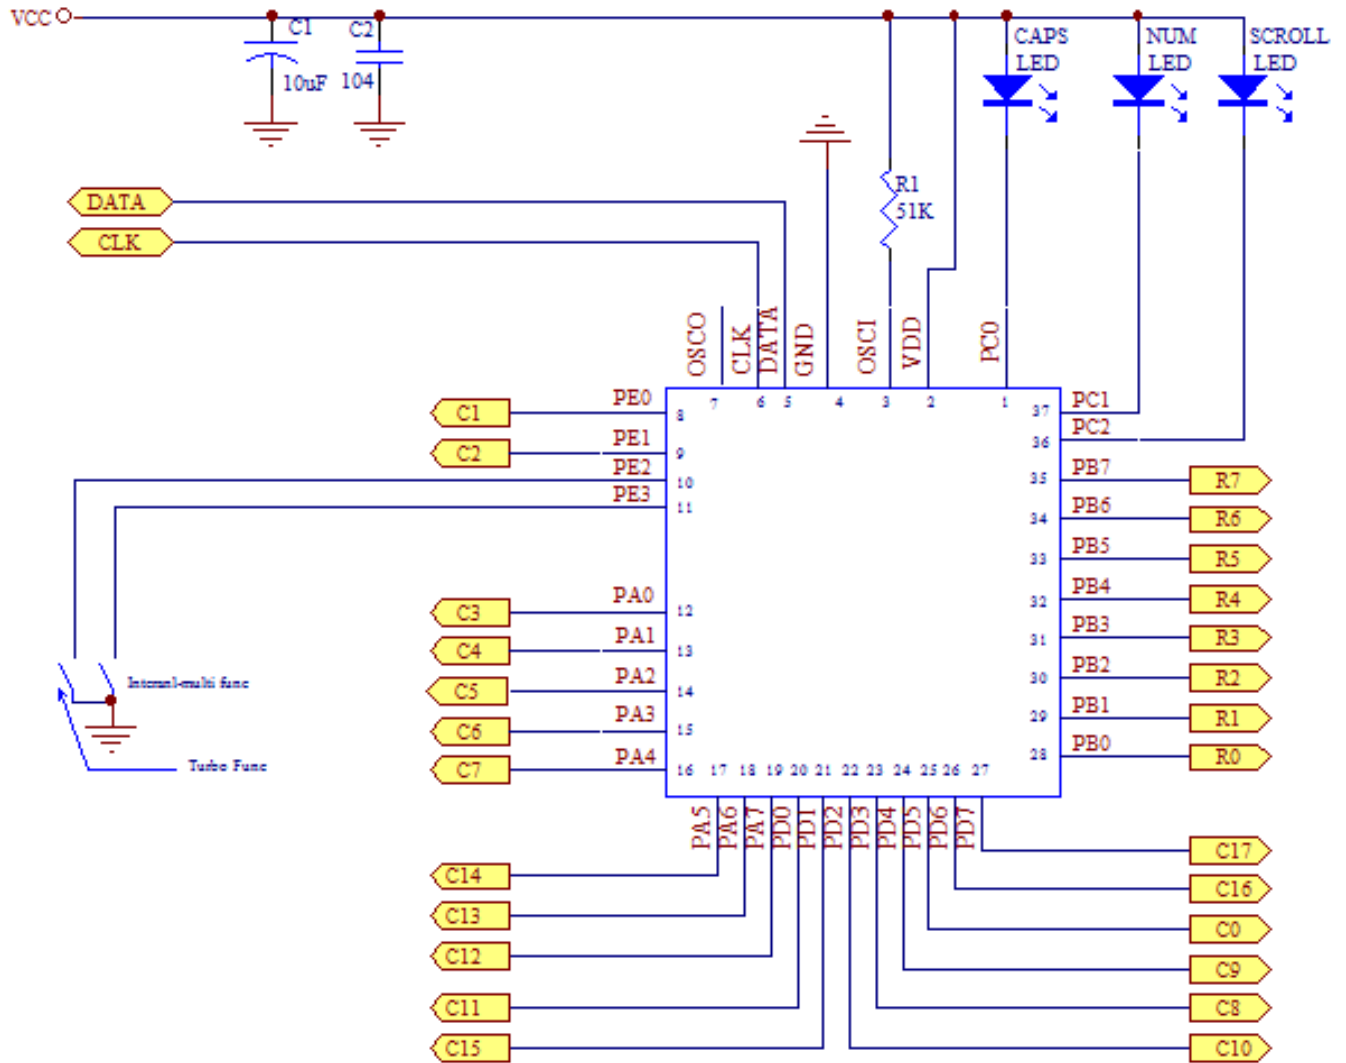 VCC
C1
C2
10uF
104
CAPS
LED
NUM
LED
SCROLL
LED
R1
51K
DATA
CLK
OSCO
CLK
DATA
GND
OSCI
VDD
PC0
7
6
5
4
3
2
1
C1
PE0
8
C2
PE1
9
PE2
10
PE3
11
C3
PA0
12
C4
PA1
13
C5
PA2
14
C6
PA3
15
C7
PA4
16
37
PC1
36
PC2
35
PB7
R7
34
PB6
R6
33
PB5
R5
32
PB4
R4
31
PB3
R3
30
PB2
R2
29
PB1
R1
28
PB0
R0
Internal-multi func
Turbo Func
17
18
19
20
21
22
23
24
25
26
27
PA5
PA6
PA7
PD0
PD1
PD2
PD3
PD4
PD5
PD6
PD7
C14
C13
C12
C11
C15
C17
C16
C0
C9
C8
C10